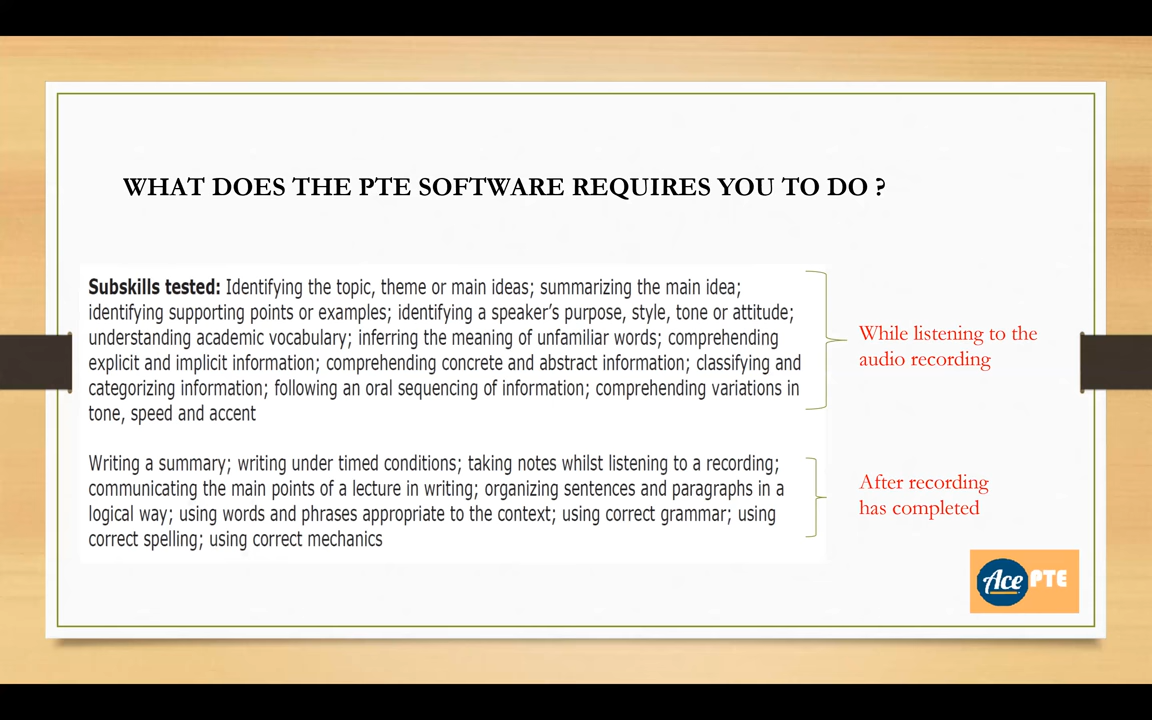 WHAT DOES THE PTE SOFTWARE REQUIRES YOU TO DO ?
Subskills tested: Identifying the topic, theme or main ideas; summarizing the main idea;
identifying supporting points or examples; identifying a speaker's purpose, style, tone or attitude;
understanding academic vocabulary; inferring the meaning of unfamiliar words; comprehending
explicit and implicit information; comprehending concrete and abstract information; classifying and
categorizing information; following an oral sequencing of information; comprehending variations in
tone, speed and accent
While listening to the
audio recording
Writing a summary; writing under timed conditions; taking notes whilst listening to a recording;
communicating the main points of a lecture in writing; organizing sentences and paragraphs in a
logical way; using words and phrases appropriate to the context; using correct grammar; using
correct spelling; using correct mechanics
After recording
has completed
Ace PTE